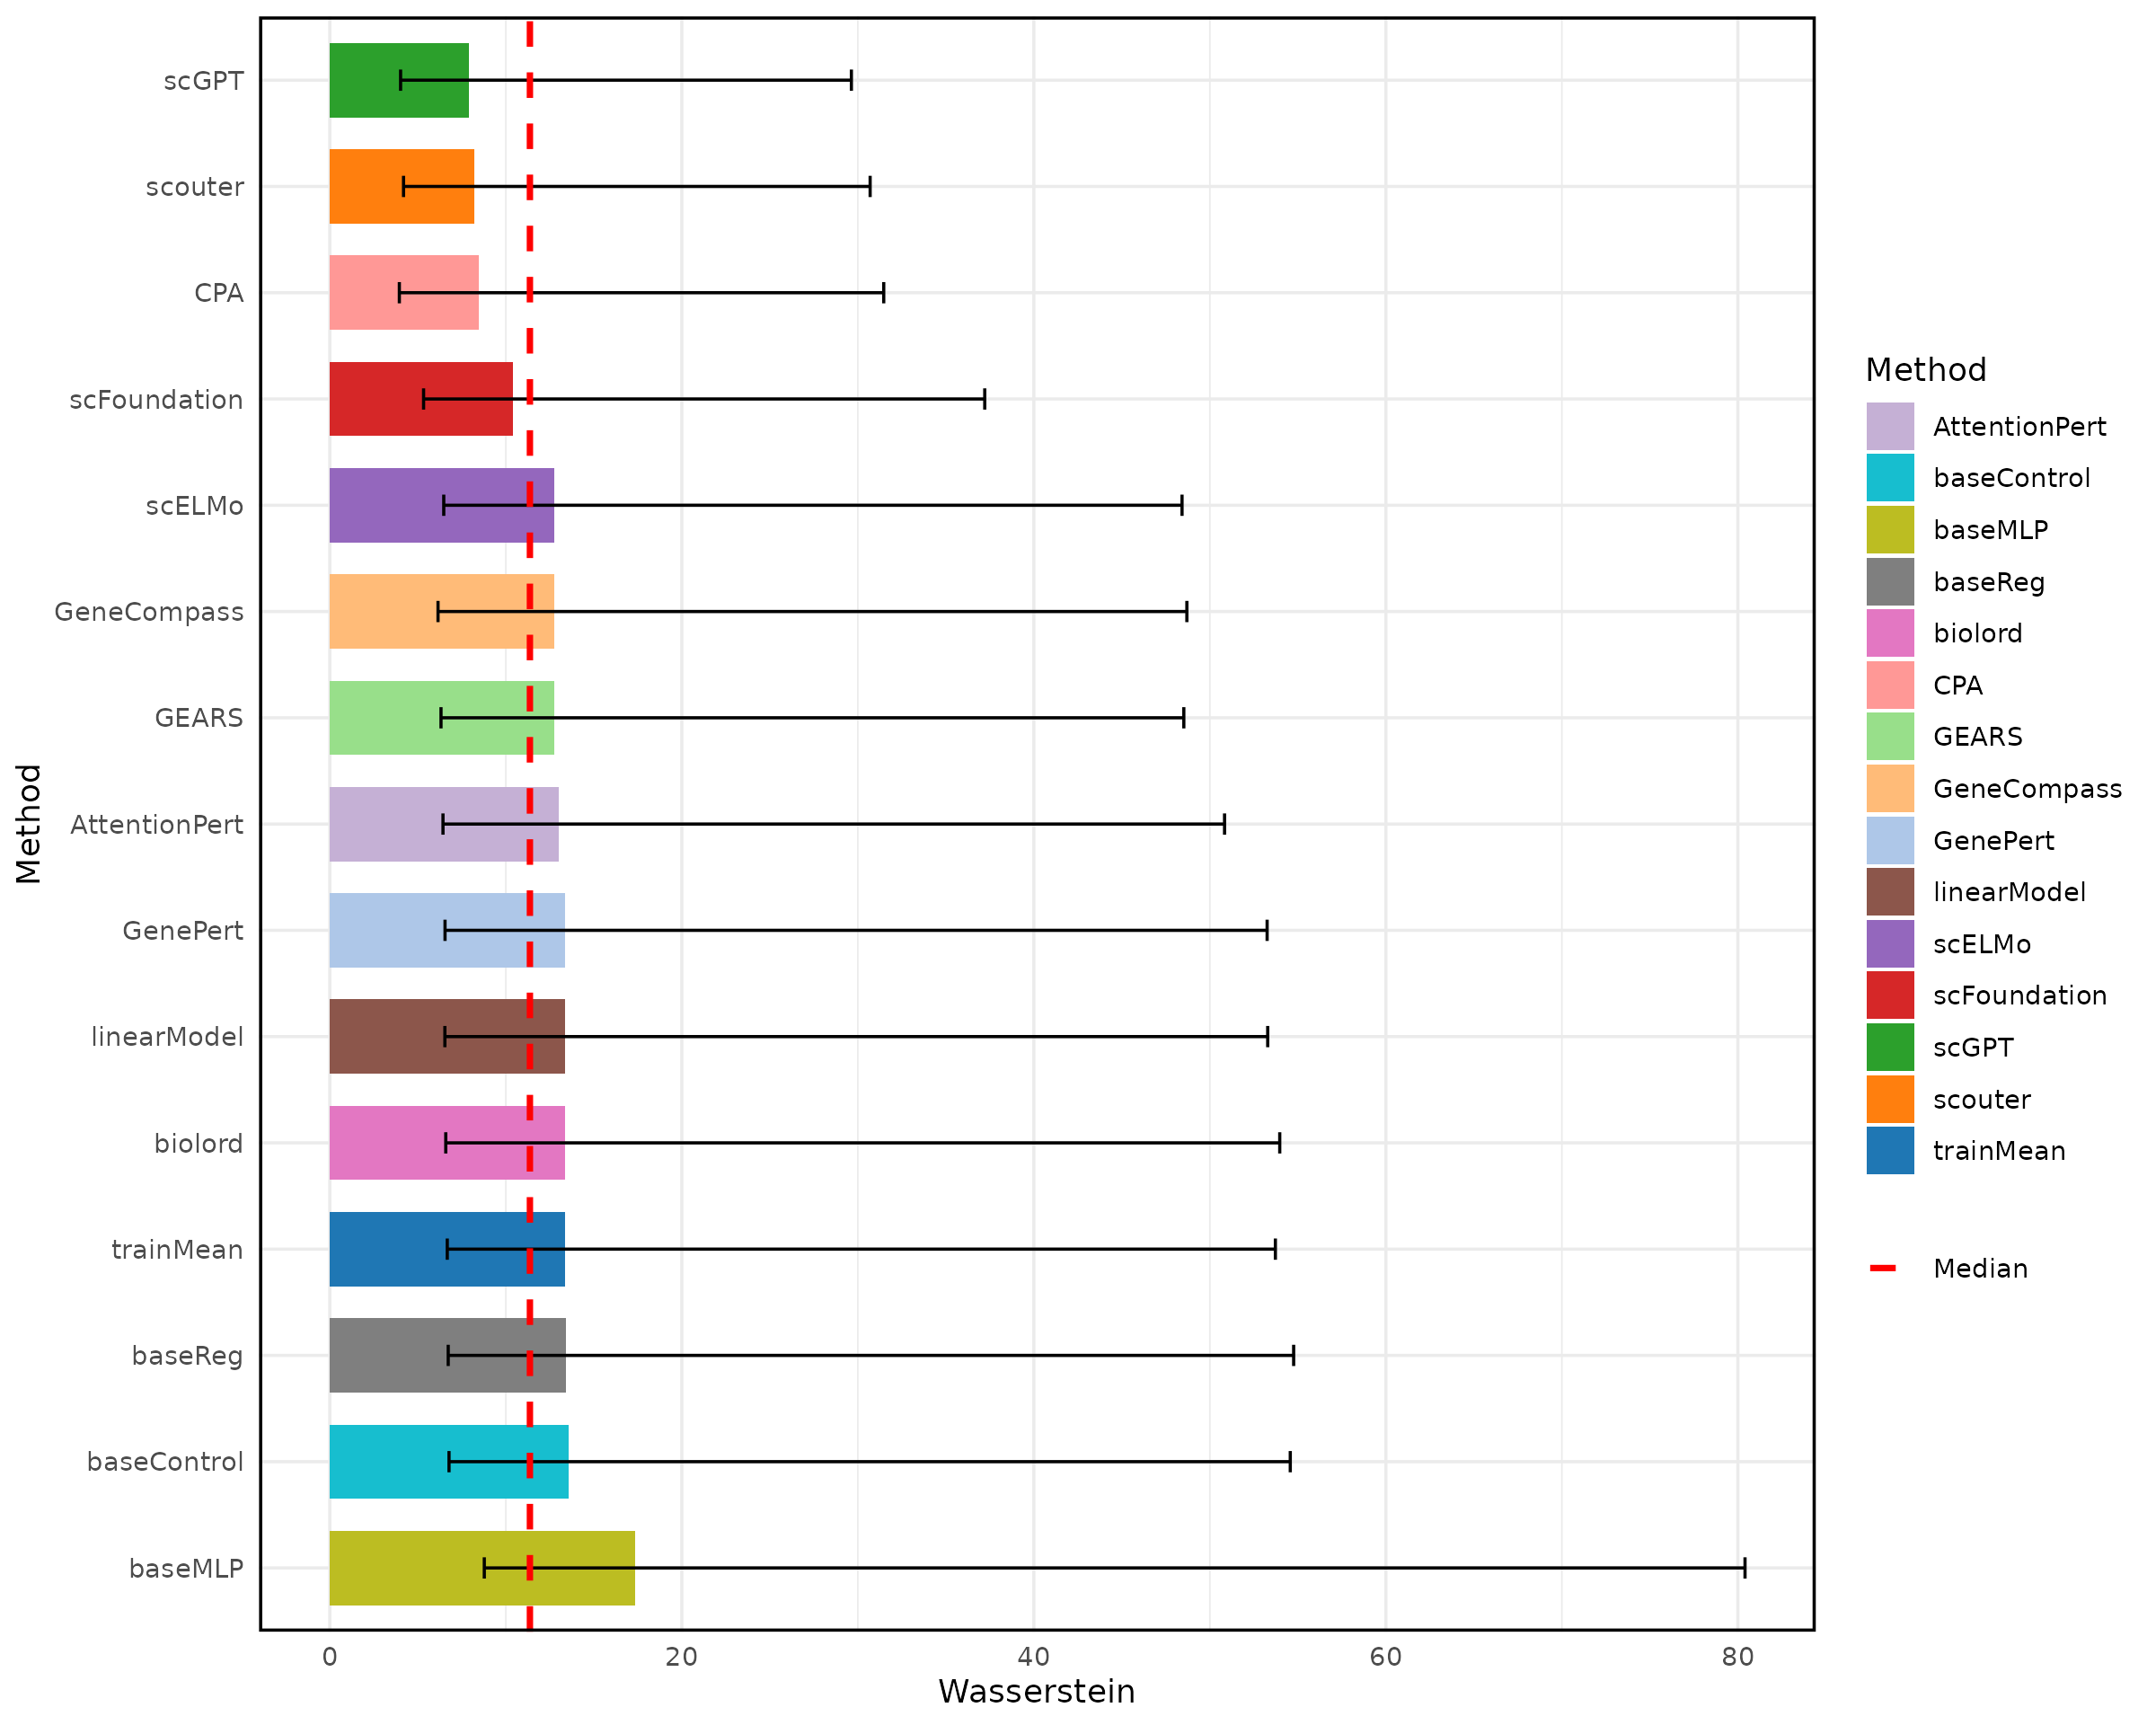 scGPT
scouter
CPA
scFoundation
scELMo
GeneCompass
GEARS
AttentionPert
GenePert
linearModel
biolord
trainMean
baseReg
baseControl
baseMLP
Method
0 20 40 60 80
Wasserstein
Method
AttentionPert
baseControl
baseMLP
baseReg
biolord
CPA
GEARS
GeneCompass
GenePert
linearModel
scELMo
scFoundation
scGPT
scouter
trainMean
Median